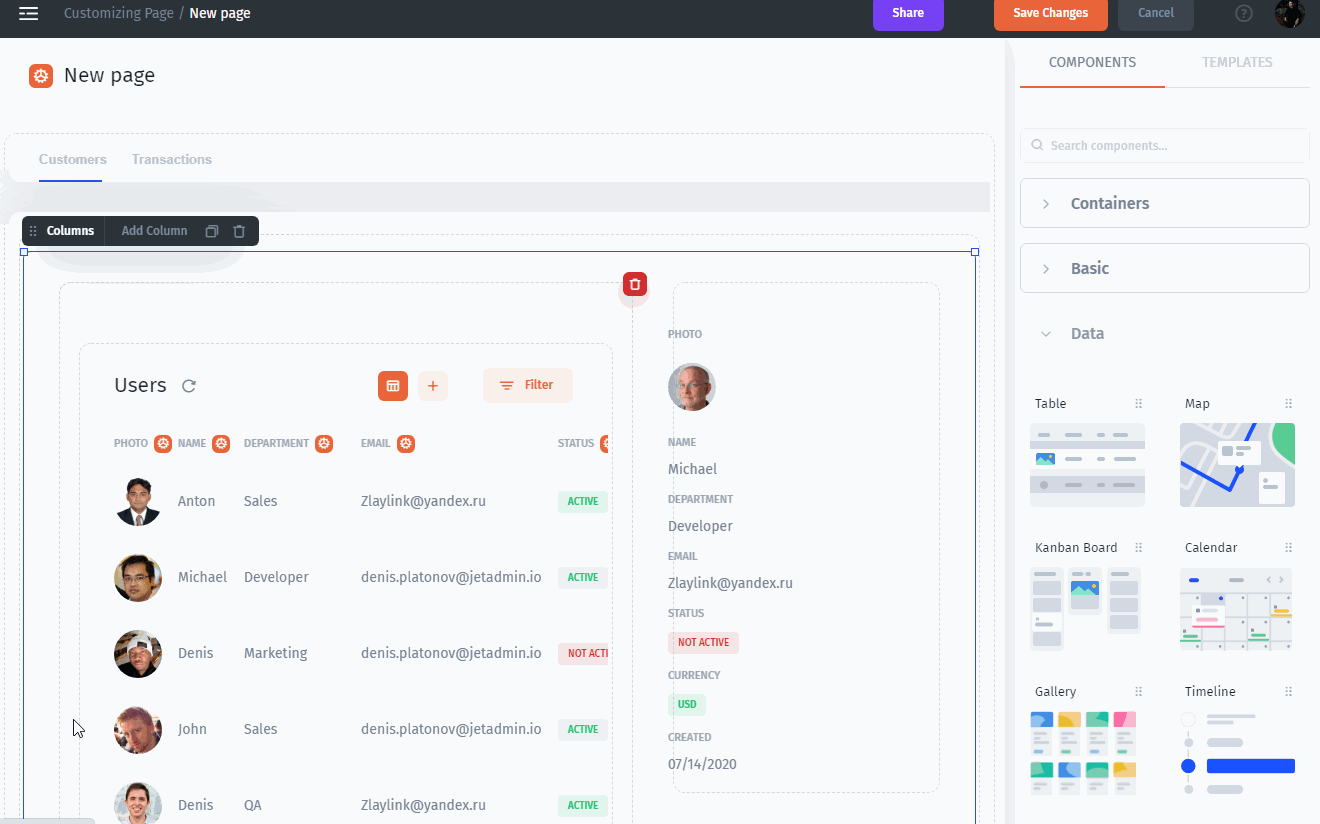 Customizing Page / New page
Share
Save Changes
Cancel
?
New page
COMPONENTS
TEMPLATES
Search components...
Customers
Transactions
Columns
Add Column
Containers
Basic
Data
Users
Filter
PHOTO NAME DEPARTMENT EMAIL STATUS
Anton Sales Zlaylink@yandex.ru ACTIVE
Michael Developer denis.platonov@jetadmin.io ACTIVE
Denis Marketing denis.platonov@jetadmin.io NOT ACTI
John Sales denis.platonov@jetadmin.io ACTIVE
Denis QA Zlaylink@yandex.ru ACTIVE
PHOTO
NAME
Michael
DEPARTMENT
Developer
EMAIL
Zlaylink@yandex.ru
STATUS
NOT ACTIVE
CURRENCY
USD
CREATED
07/14/2020
Table
Map
Kanban Board
Calendar
Gallery
Timeline